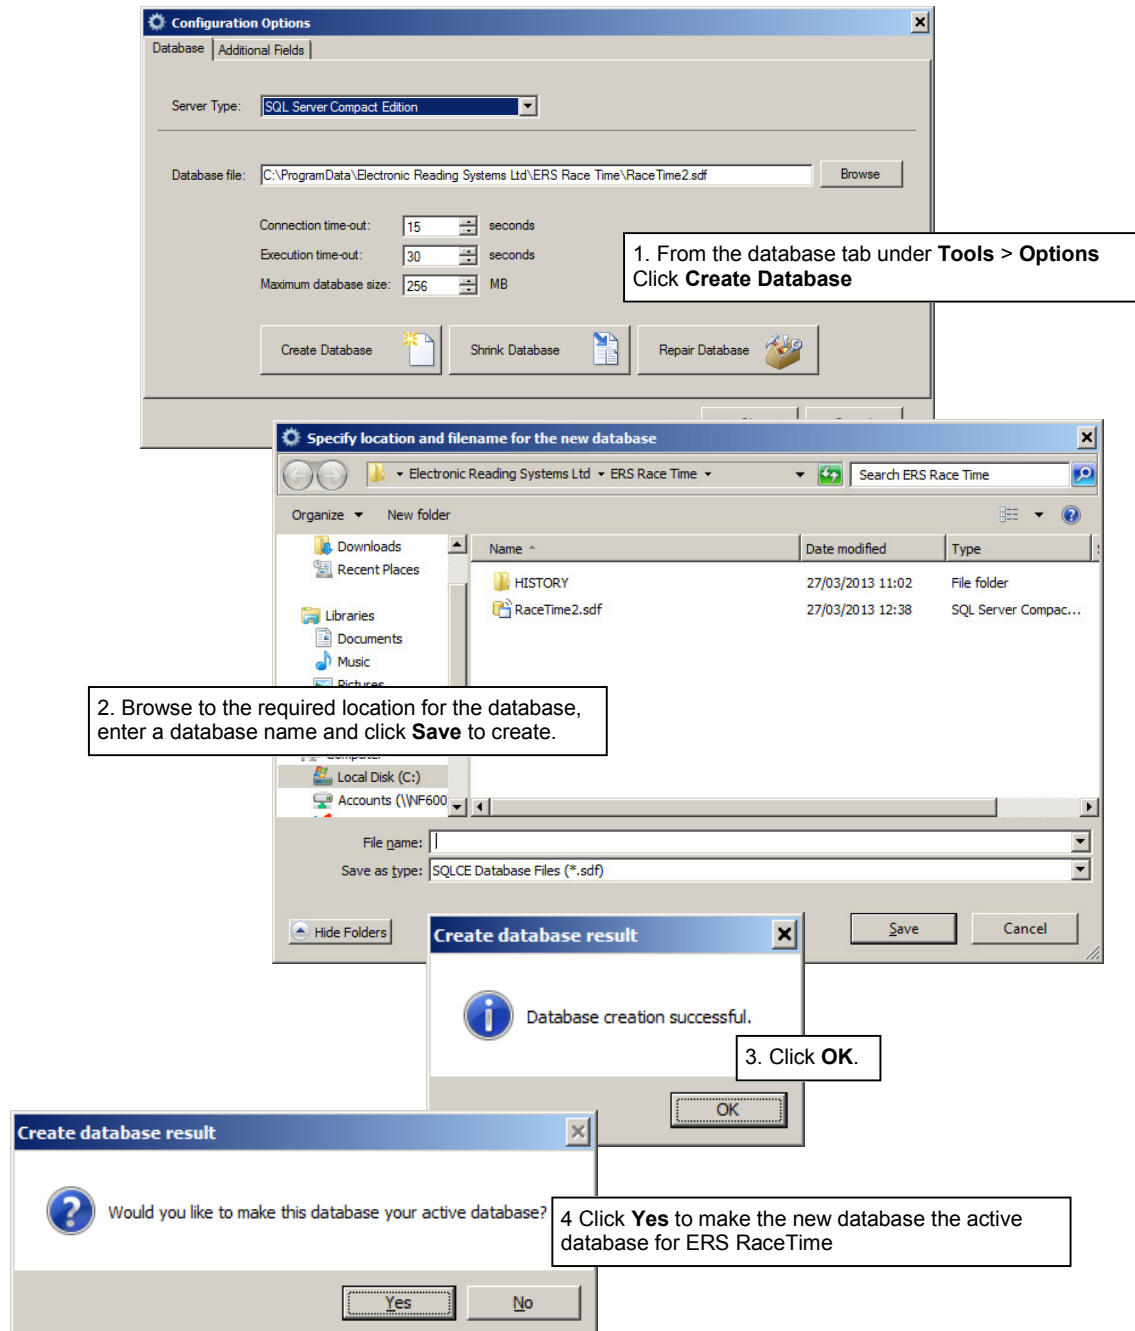 Configuration Options
Database Additional Fields
Server Type: SQL Server Compact Edition
Database file: C:\ProgramData\Electronic Reading Systems Ltd\ERS Race Time\RaceTime2.sdf Browse
Connection time-out: 15 seconds
Execution time-out: 30 seconds
Maximum database size: 256 MB
1. From the database tab under Tools > Options
Click Create Database
Create Database Shrink Database Repair Database
Specify location and filename for the new database
Electronic Reading Systems Ltd ERS Race Time Search ERS Race Time
Organize New folder
Downloads Name Date modified Type
Recent Places
HISTORY 27/03/2013 11:02 File folder
RaceTime2.sdf 27/03/2013 12:38 SQL Server Compac...
Libraries
Documents
Music
Pictures
2. Browse to the required location for the database,
enter a database name and click Save to create.
Computer
Local Disk (C:)
Accounts (\\NF600
File name:
Save as type: SQLCE Database Files (*.sdf)
Hide Folders Save Cancel
Create database result
Database creation successful.
3. Click OK.
OK
Create database result
Would you like to make this database your active database?
4 Click Yes to make the new database the active
database for ERS RaceTime
Yes No